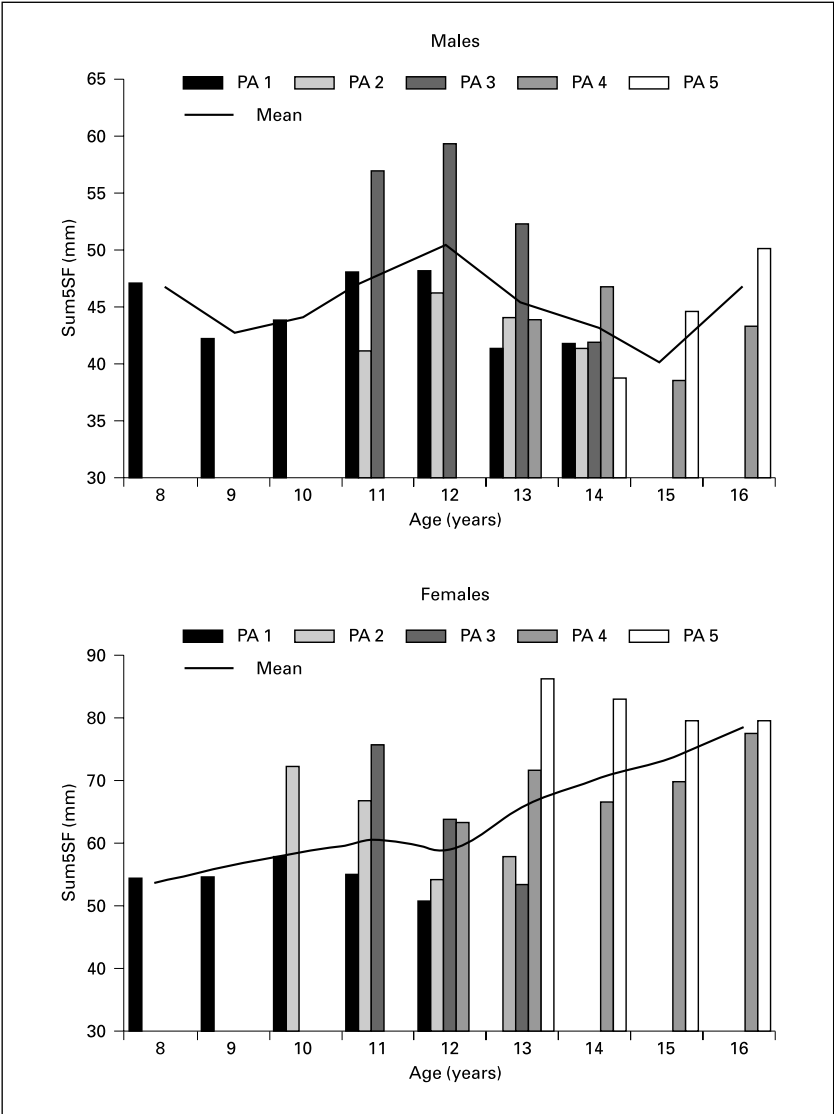 Males
PA 1 PA 2 PA 3 PA 4 PA 5
Mean
65
60
55
50
45
40
35
30
Sum5SF (mm)
8 9 10 11 12 13 14 15 16
Age (years)
Females
PA 1 PA 2 PA 3 PA 4 PA 5
Mean
90
80
70
60
50
40
30
Sum5SF (mm)
8 9 10 11 12 13 14 15 16
Age (years)